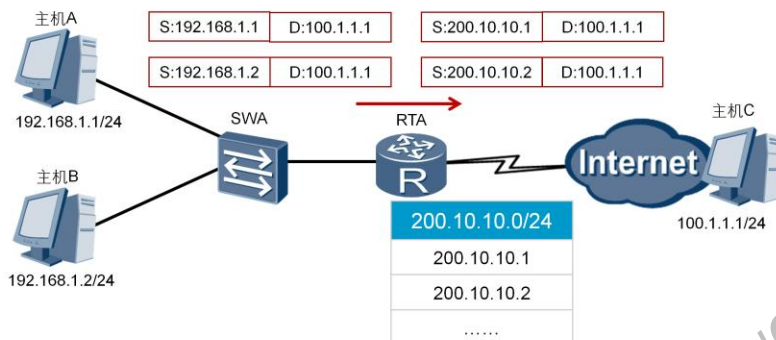 主机A
S:192.168.1.1 D:100.1.1.1
S:200.10.10.1 D:100.1.1.1
S:192.168.1.2 D:100.1.1.1
S:200.10.10.2 D:100.1.1.1
192.168.1.1/24
SWA
RTA
主机C
主机B
R
Internet
192.168.1.2/24
200.10.10.0/24
200.10.10.1
200.10.10.2
……
100.1.1.1/24